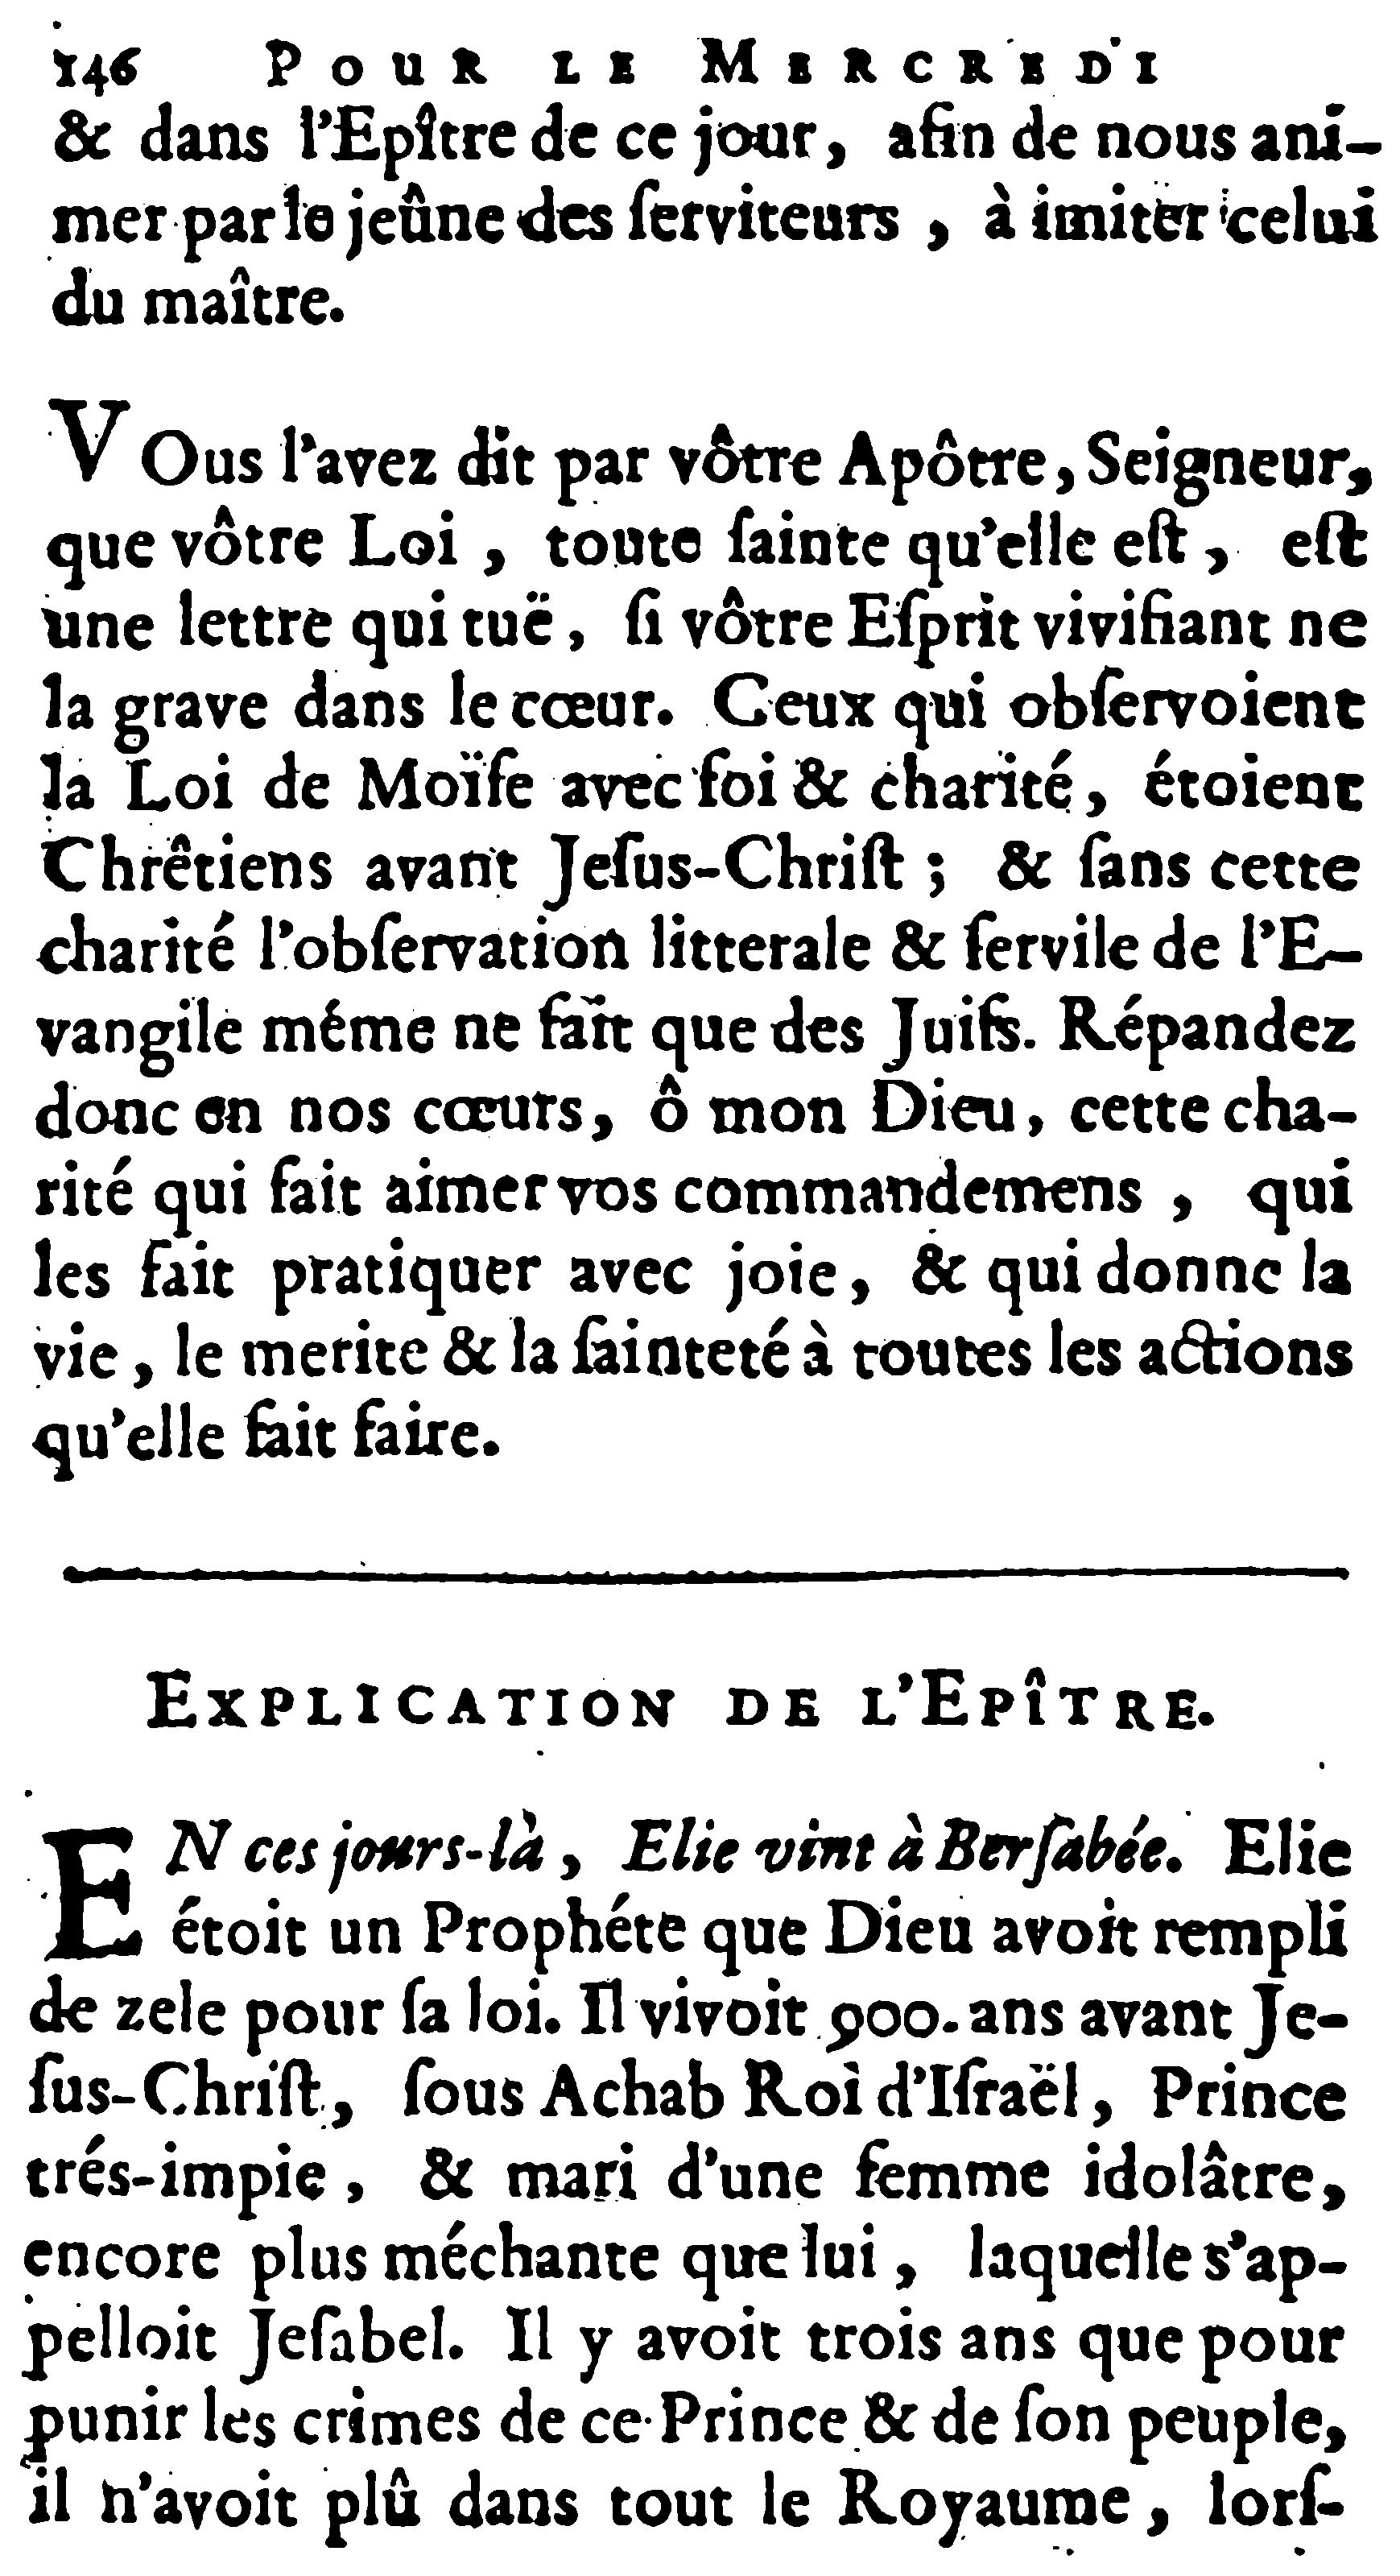 146 POUR LE MERCREDI
& dans l'Epître de ce jour, afin de nous ani-
mer par le jeûne des ſerviteurs, à imiter celui
du maître.
VOus l'avez dit par vôtre Apôtre, Seigneur,
que vôtre Loi, toute ſainte qu'elle eſt, eſt
une lettre qui tuë, ſi vôtre Eſprit vivifiant ne
la grave dans le cœur. Ceux qui obſervoient
la Loi de Moïſe avec foi & charité, étoient
Chrêtiens avant Jeſus-Chriſt; & ſans cette
charité l'obſervation litterale & ſervile de l'E-
vangile méme ne fait que des Juifs. Répandez
donc en nos cœurs, ô mon Dieu, cette cha-
rité qui fait aimer vos commandemens, qui
les fait pratiquer avec joie, & qui donne la
vie, le merite & la ſainteté à toutes les actions
qu'elle fait faire.
EXPLICATION DE L'EPÎTRE.
EN ces jours-là, Elie vint à Berſabée. Elie
étoit un Prophéte que Dieu avoit rempli
de zele pour ſa loi. Il vivoit 900. ans avant Je-
ſus-Chriſt, ſous Achab Roi d'Iſraël, Prince
trés-impie, & mari d'une femme idolâtre,
encore plus méchante que lui, laquelle s'ap-
pelloit Jeſabel. Il y avoit trois ans que pour
punir les crimes de ce Prince & de ſon peuple,
il n'avoit plû dans tout le Royaume, lorſ-